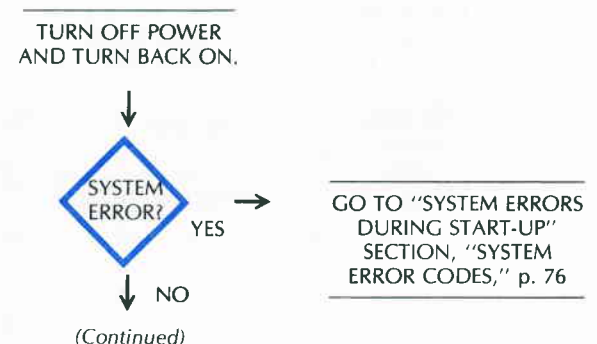 TURN OFF POWER
AND TURN BACK ON.
SYSTEM
ERROR?
YES
GO TO "SYSTEM ERRORS
DURING START-UP"
SECTION, "SYSTEM
ERROR CODES," p. 76
NO
(Continued)